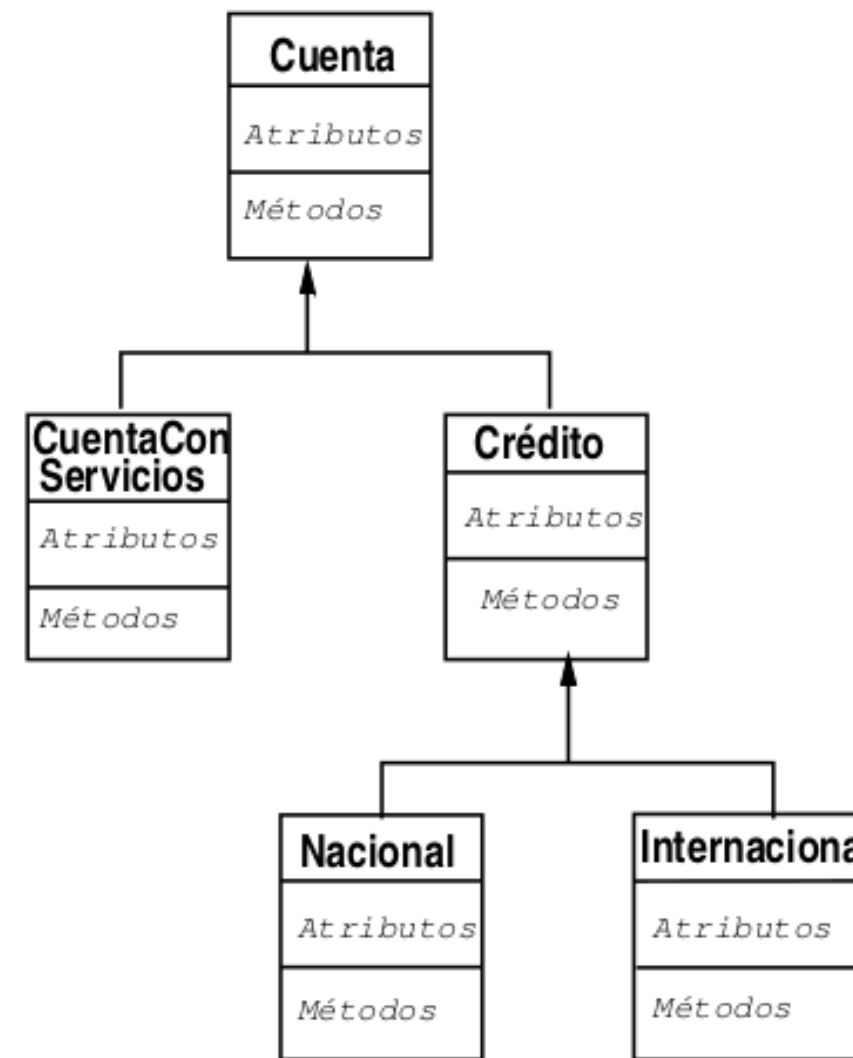 Cuenta
Atributos
Métodos
CuentaCon
Servicios
Atributos
Métodos
Crédito
Atributos
Métodos
Nacional
Atributos
Métodos
Internaciona
Atributos
Métodos